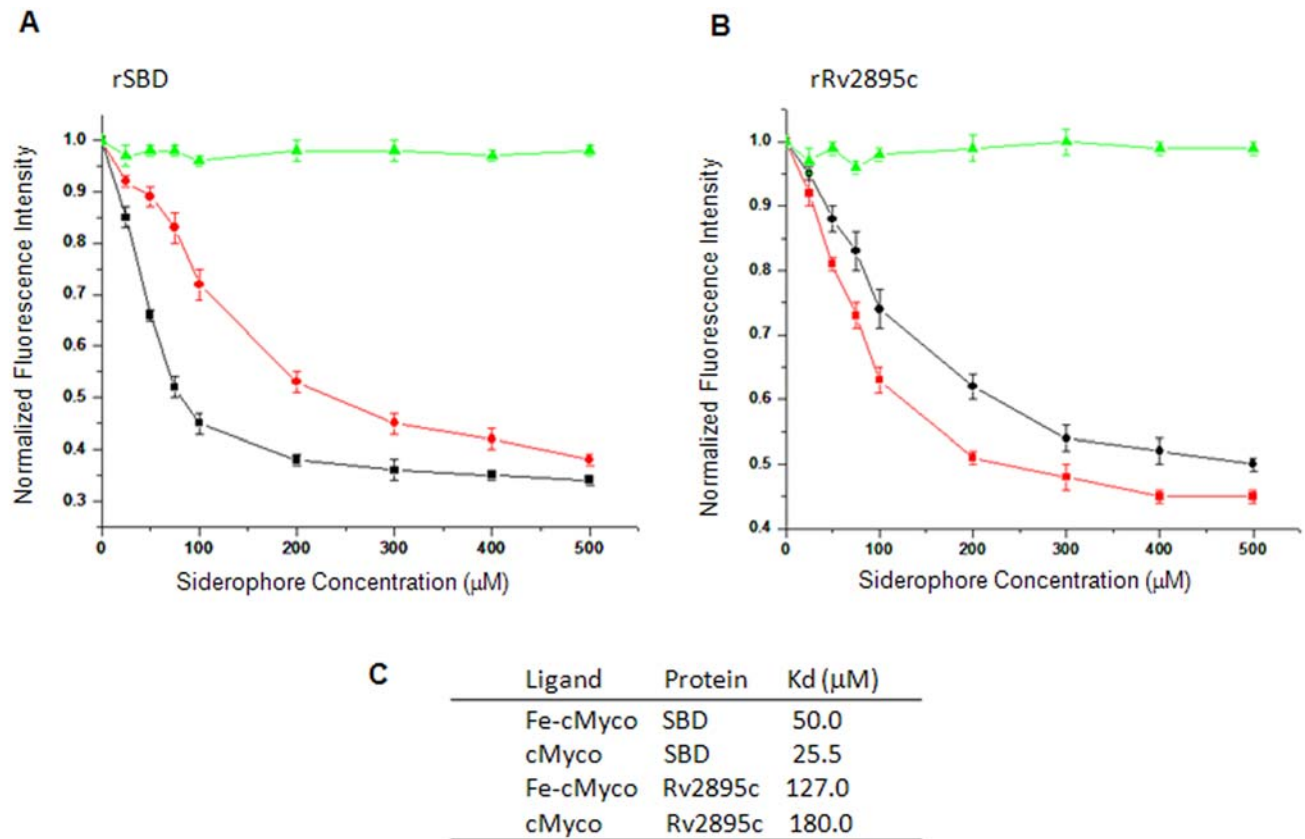 A
rSBD
Normalized Fluorescence Intensity
1.0
0.9
0.8
0.7
0.6
0.5
0.4
0.3
0 100 200 300 400 500
Siderophore Concentration (μM)
B
rRv2895c
Normalized Fluorescence Intensity
1.0
0.9
0.8
0.7
0.6
0.5
0.4
0 100 200 300 400 500
Siderophore Concentration (μM)
C
Ligand Protein Kd (μM)
Fe-cMyco SBD 50.0
cMyco SBD 25.5
Fe-cMyco Rv2895c 127.0
cMyco Rv2895c 180.0